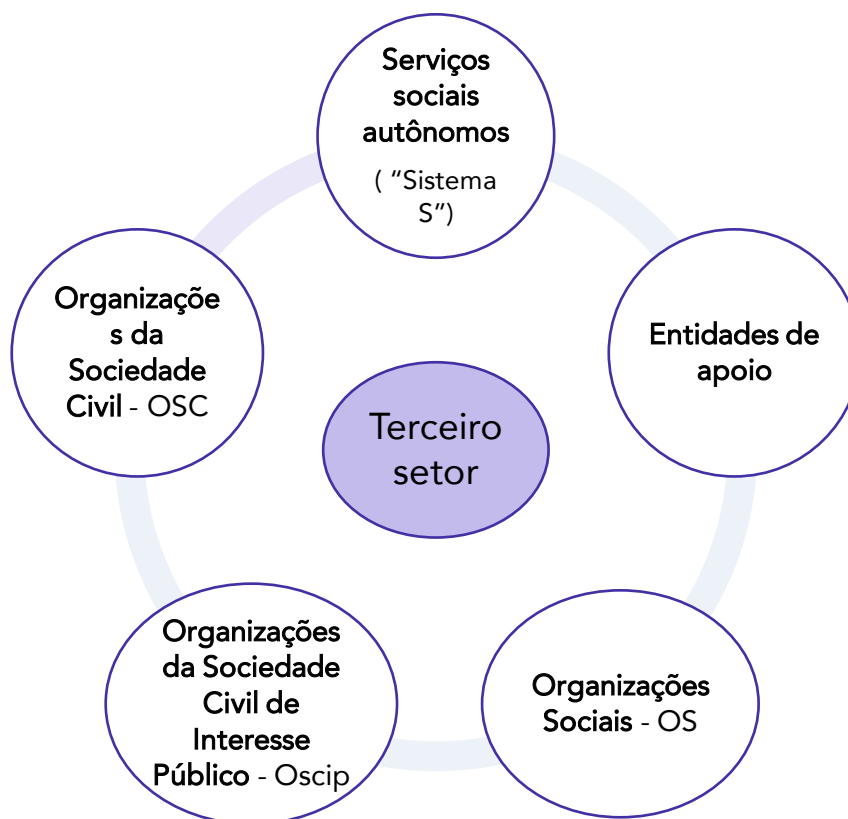 Serviços
sociais
autônomos
( “Sistema
S”)
Entidades de
apoio
Organizações
Sociais - OS
Organizações
da Sociedade
Civil de
Interesse
Público - Oscip
Organizaçõe
s da
Sociedade
Civil - OSC
Terceiro
setor